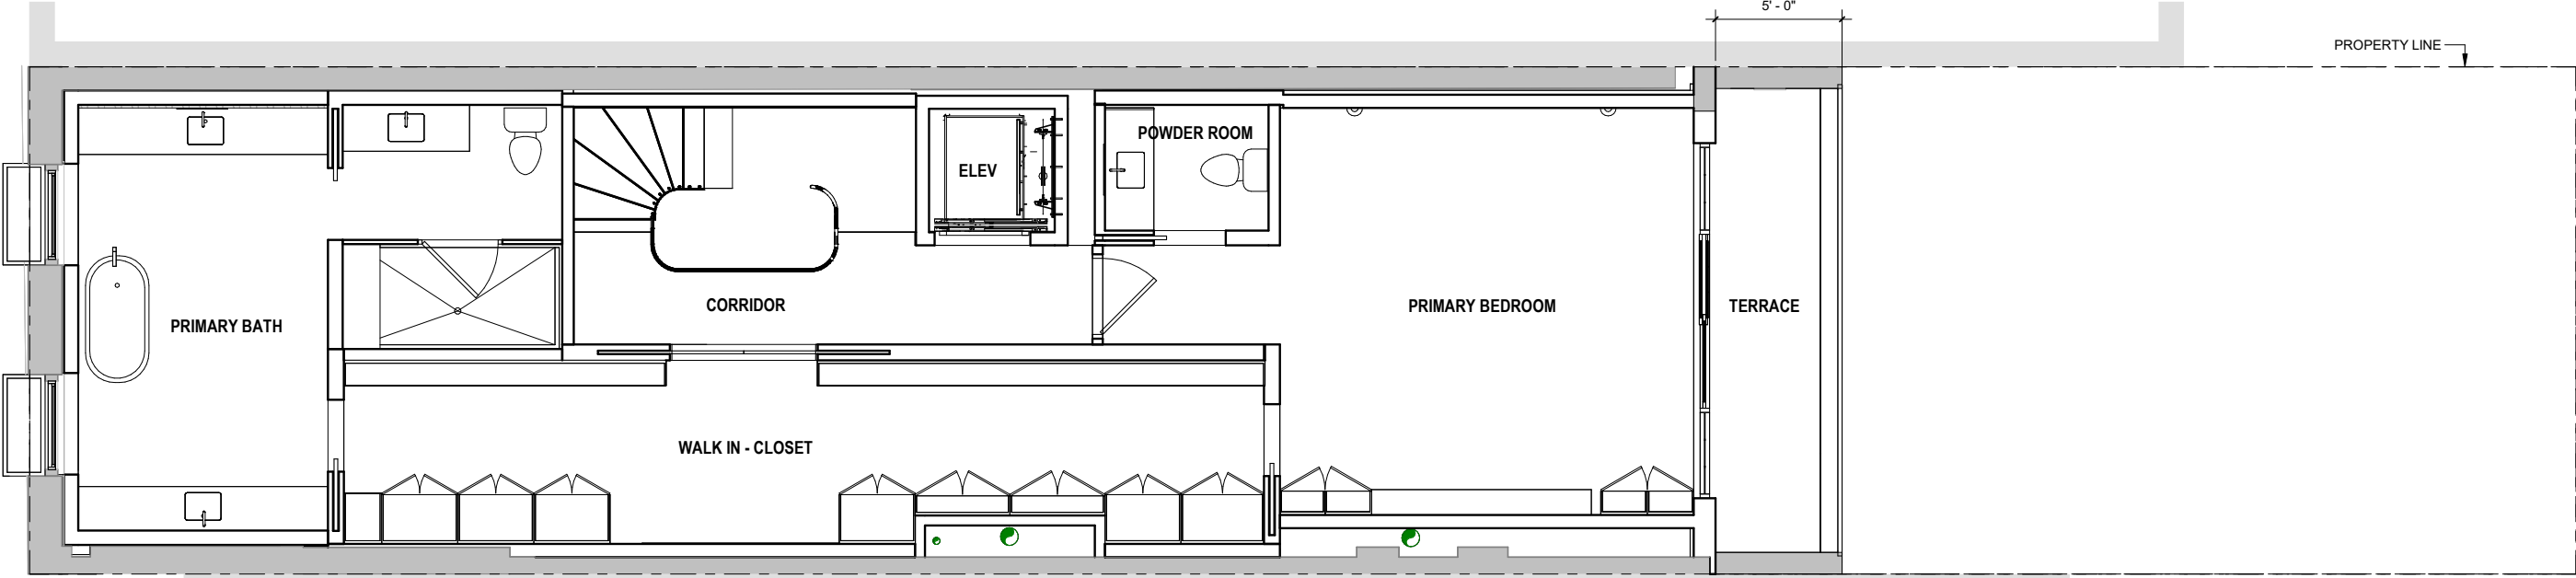 5' - 0"
PROPERTY LINE
POWDER ROOM
ELEV
CORRIDOR
PRIMARY BEDROOM
TERRACE
PRIMARY BATH
WALK IN - CLOSET